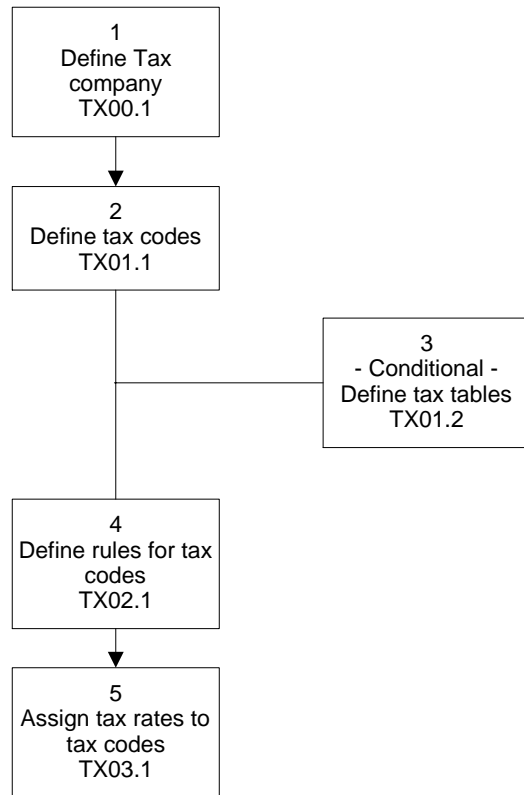 1
Define Tax
company
TX00.1
2
Define tax codes
TX01.1
3
- Conditional -
Define tax tables
TX01.2
4
Define rules for tax
codes
TX02.1
5
Assign tax rates to
tax codes
TX03.1